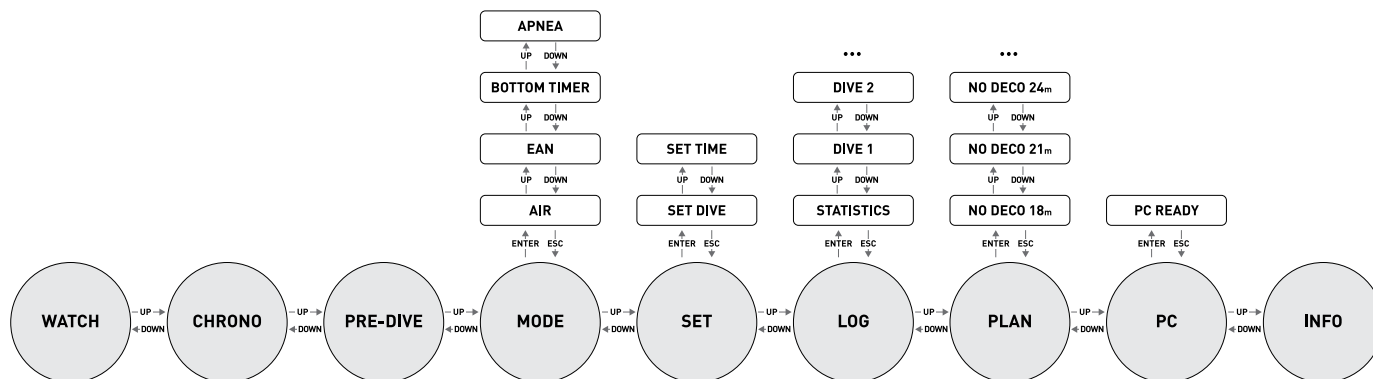 APNEA
UP DOWN
BOTTOM TIMER
UP DOWN
EAN
UP DOWN
AIR
ENTER ESC
SET TIME
UP DOWN
SET DIVE
ENTER ESC
...
DIVE 2
UP DOWN
DIVE 1
UP DOWN
STATISTICS
ENTER ESC
...
NO DECO 24m
UP DOWN
NO DECO 21m
UP DOWN
NO DECO 18m
ENTER ESC
PC READY
ENTER ESC
WATCH
UP
DOWN
CHRONO
UP
DOWN
PRE-DIVE
UP
DOWN
MODE
UP
DOWN
SET
UP
DOWN
LOG
UP
DOWN
PLAN
UP
DOWN
PC
UP
DOWN
INFO